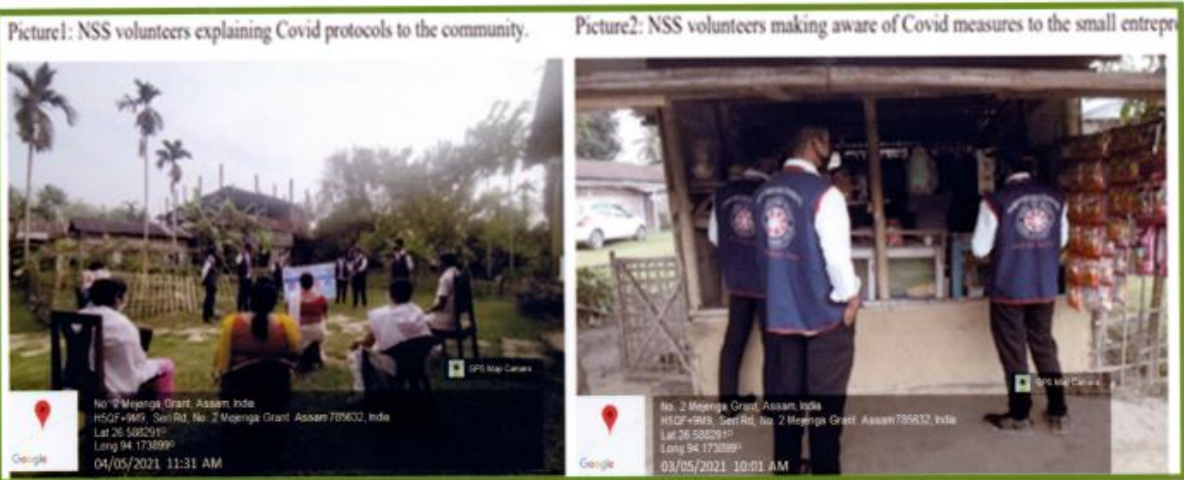 Picture1: NSS volunteers explaining Covid protocols to the community.
Picture2: NSS volunteers making aware of Covid measures to the small entrepre
GPS Map Camera
No. 2 Mejenga Grant, Assam, India
H5QF+9M9, Seri Rd, No. 2 Mejenga Grant, Assam 785632, India
Lat 26.588291°
Long 94.173899°
04/05/2021 11:31 AM
Google
GPS Map Camera
No. 2 Mejenga Grant, Assam, India
H5QF+9M9, Seri Rd, No. 2 Mejenga Grant, Assam 785632, India
Lat 26.588291°
Long 94.173899°
03/05/2021 10:01 AM
Google